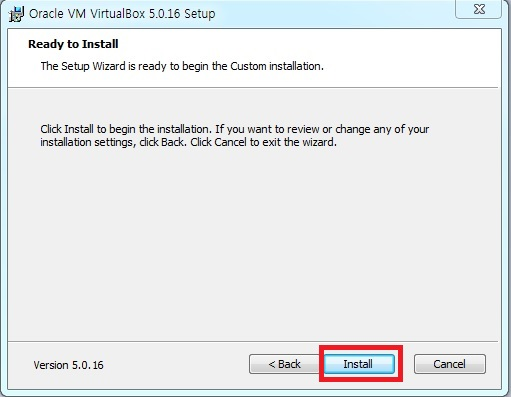 Oracle VM VirtualBox 5.0.16 Setup
Ready to Install
The Setup Wizard is ready to begin the Custom installation.
Click Install to begin the installation. If you want to review or change any of your
installation settings, click Back. Click Cancel to exit the wizard.
Version 5.0.16
< Back
Install
Cancel